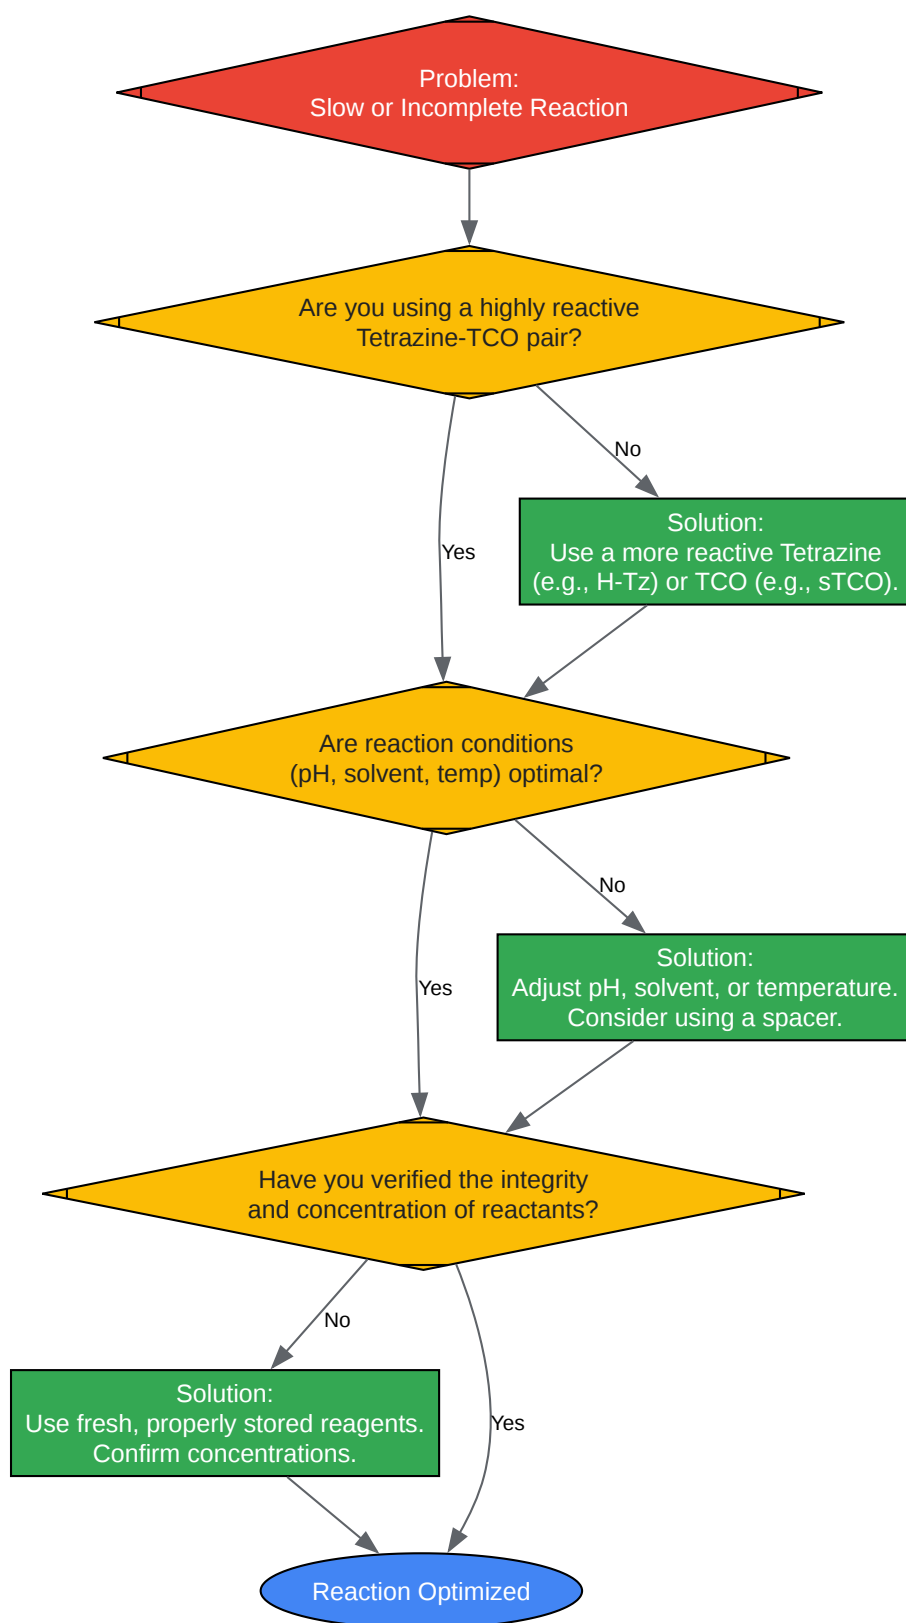 Problem:
Slow or Incomplete Reaction
Are you using a highly reactive
Tetrazine-TCO pair?
No
Yes
Solution:
Use a more reactive Tetrazine
(e.g., H-Tz) or TCO (e.g., sTCO).
Are reaction conditions
(pH, solvent, temp) optimal?
No
Yes
Solution:
Adjust pH, solvent, or temperature.
Consider using a spacer.
Have you verified the integrity
and concentration of reactants?
No
Yes
Solution:
Use fresh, properly stored reagents.
Confirm concentrations.
Reaction Optimized